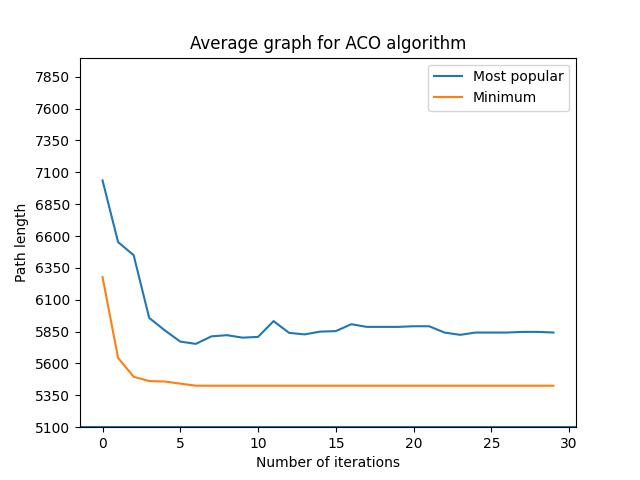 Average graph for ACO algorithm
Most popular
Minimum
7850
7600
7350
7100
6850
6600
6350
6100
5850
5600
5350
5100
Path length
0 5 10 15 20 25 30
Number of iterations